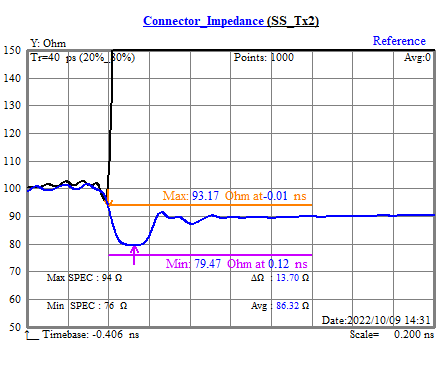 Connector_Impedance (SS_Tx2)
Y: Ohm
Reference
Tr=40 ps (20%_80%)
Points: 1000
Avg:0
150
140
130
120
110
100
90
80
70
60
50
Max: 93.17 Ohm at -0.01 ns
Min: 79.47 Ohm at 0.12 ns
Max SPEC : 94 Ω
ΔΩ : 13.70 Ω
Min SPEC : 76 Ω
Avg : 86.32 Ω
Date:2022/10/09 14:31
Timebase: -0.406 ns
Scale= 0.200 ns